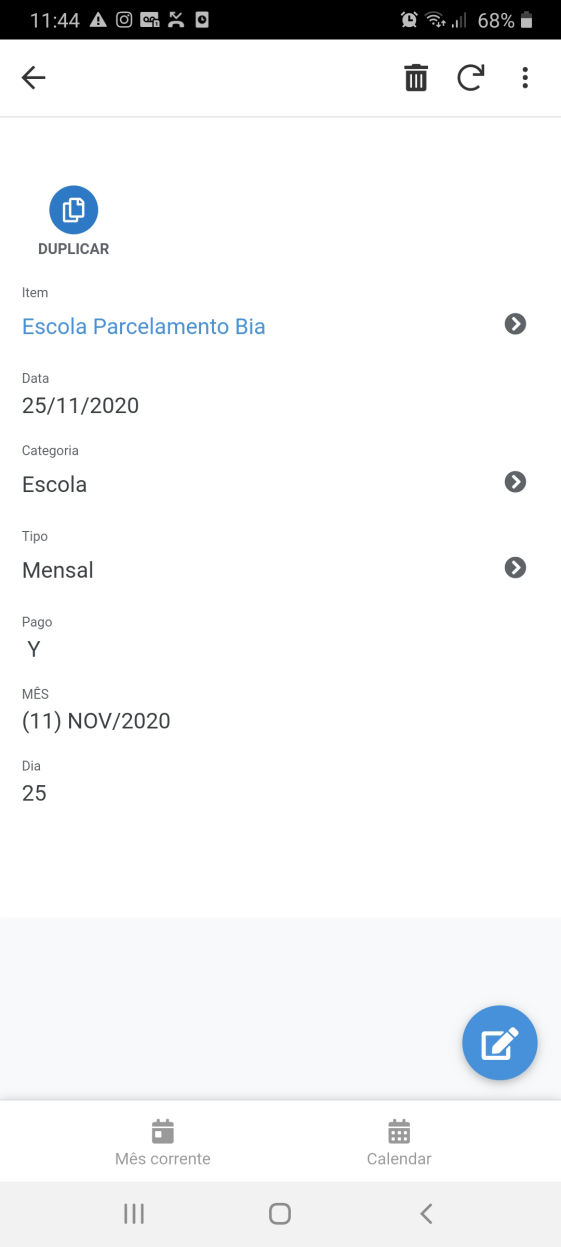 11:44
68%
DUPLICAR
Item
Escola Parcelamento Bia
Data
25/11/2020
Categoria
Escola
Tipo
Mensal
Pago
Y
MÊS
(11) NOV/2020
Dia
25
Mês corrente
Calendar